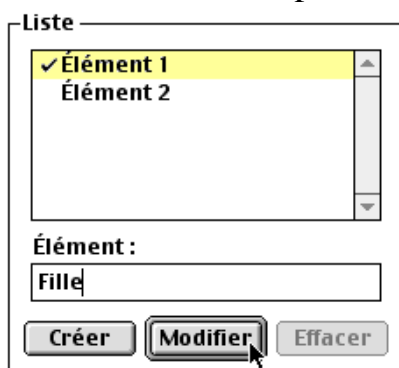 Liste
✓Élément 1
Élément 2
Élément :
Fille
Créer Modifier Effacer